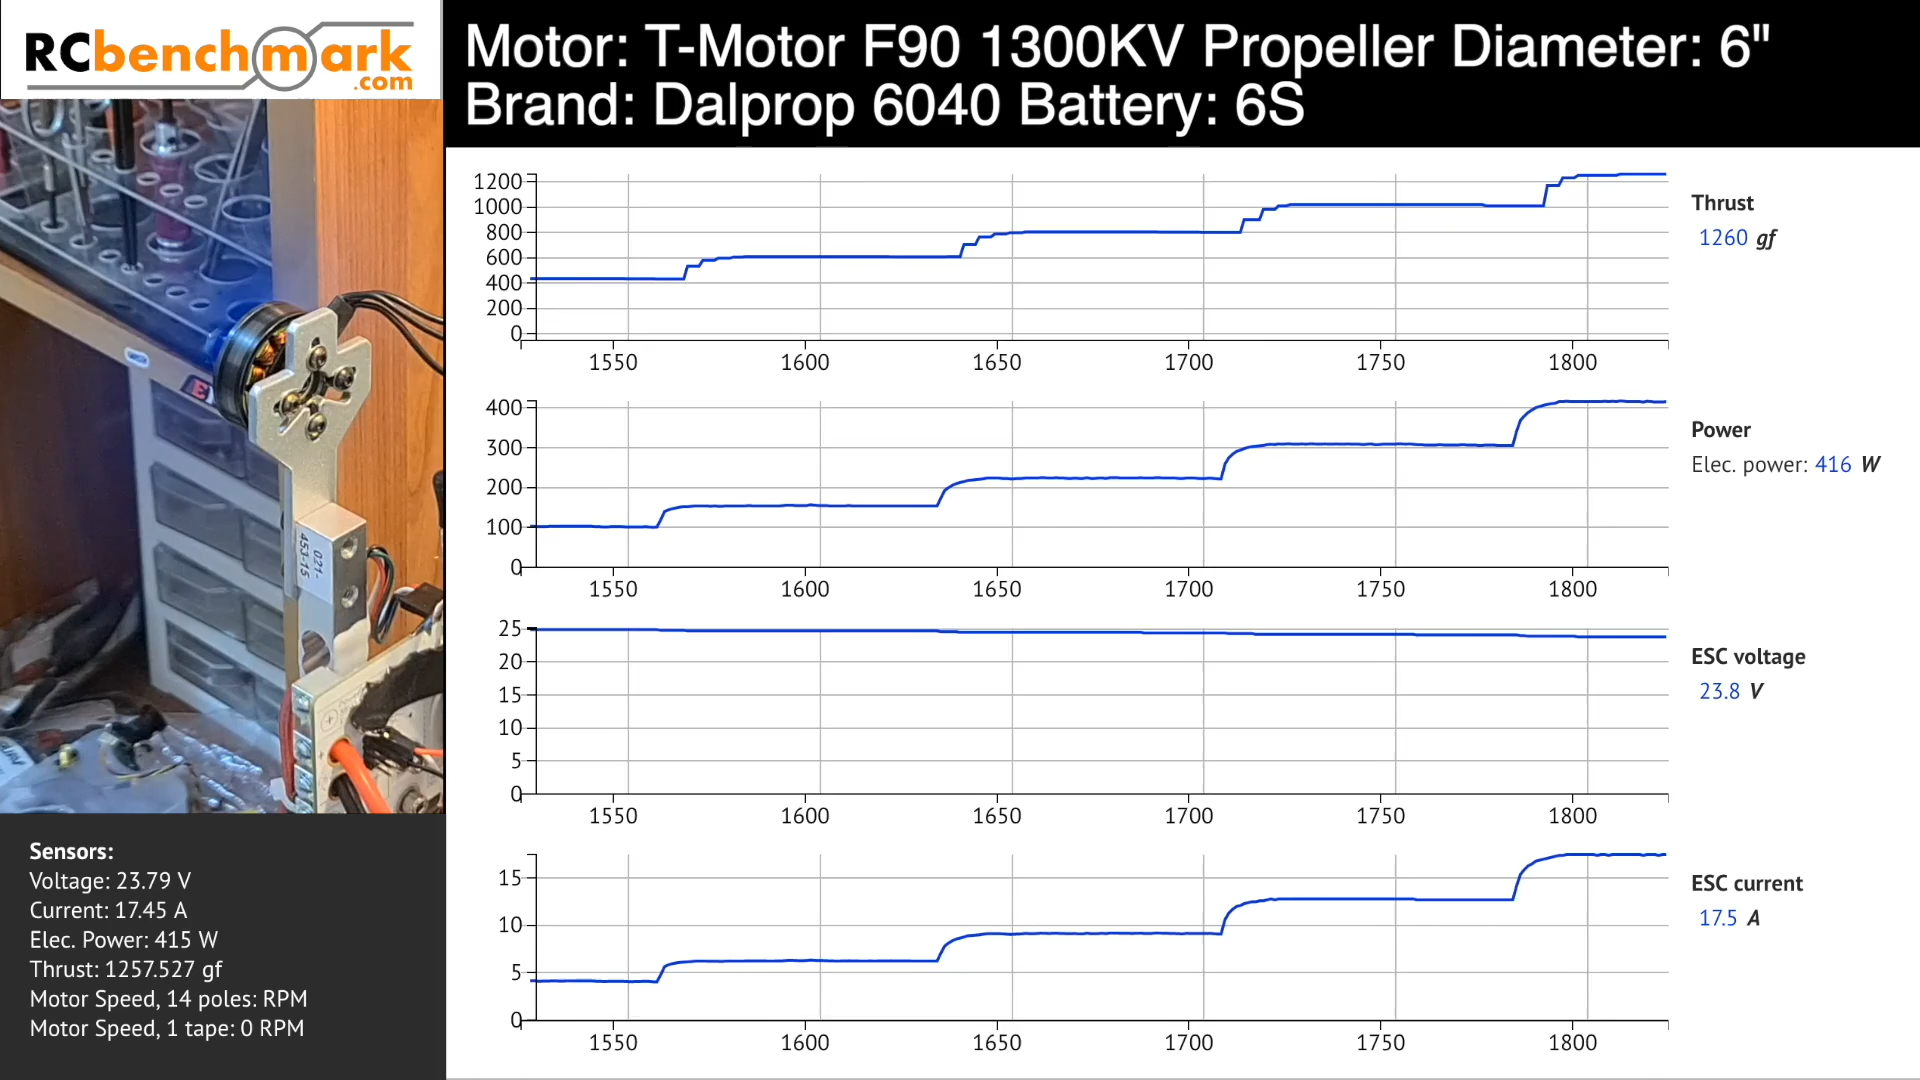 RCbenchmark
.com
Motor: T-Motor F90 1300KV Propeller Diameter: 6"
Brand: Dalprop 6040 Battery: 6S
1200
1000
800
600
400
200
0
1550 1600 1650 1700 1750 1800
Thrust
1260 gf
400
300
200
100
0
1550 1600 1650 1700 1750 1800
Power
Elec. power: 416 W
25
20
15
10
5
0
1550 1600 1650 1700 1750 1800
ESC voltage
23.8 V
15
10
5
0
1550 1600 1650 1700 1750 1800
ESC current
17.5 A
021-
453-15
Sensors:
Voltage: 23.79 V
Current: 17.45 A
Elec. Power: 415 W
Thrust: 1257.527 gf
Motor Speed, 14 poles: RPM
Motor Speed, 1 tape: 0 RPM